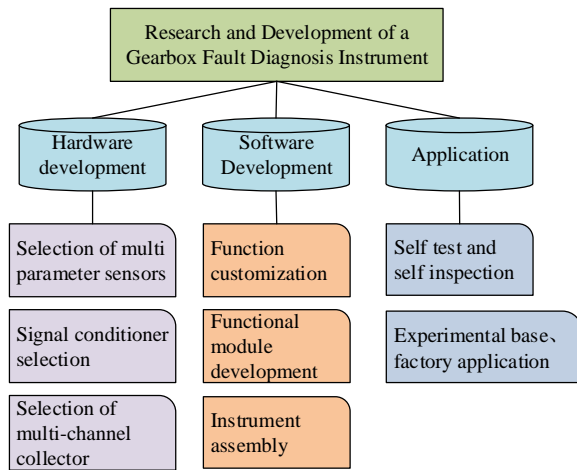 Research and Development of a
Gearbox Fault Diagnosis Instrument
Hardware
development
Software
Development
Application
Selection of multi
parameter sensors
Function
customization
Self test and
self inspection
Signal conditioner
selection
Functional
module
development
Experimental base、
factory application
Selection of
multi-channel
collector
Instrument
assembly